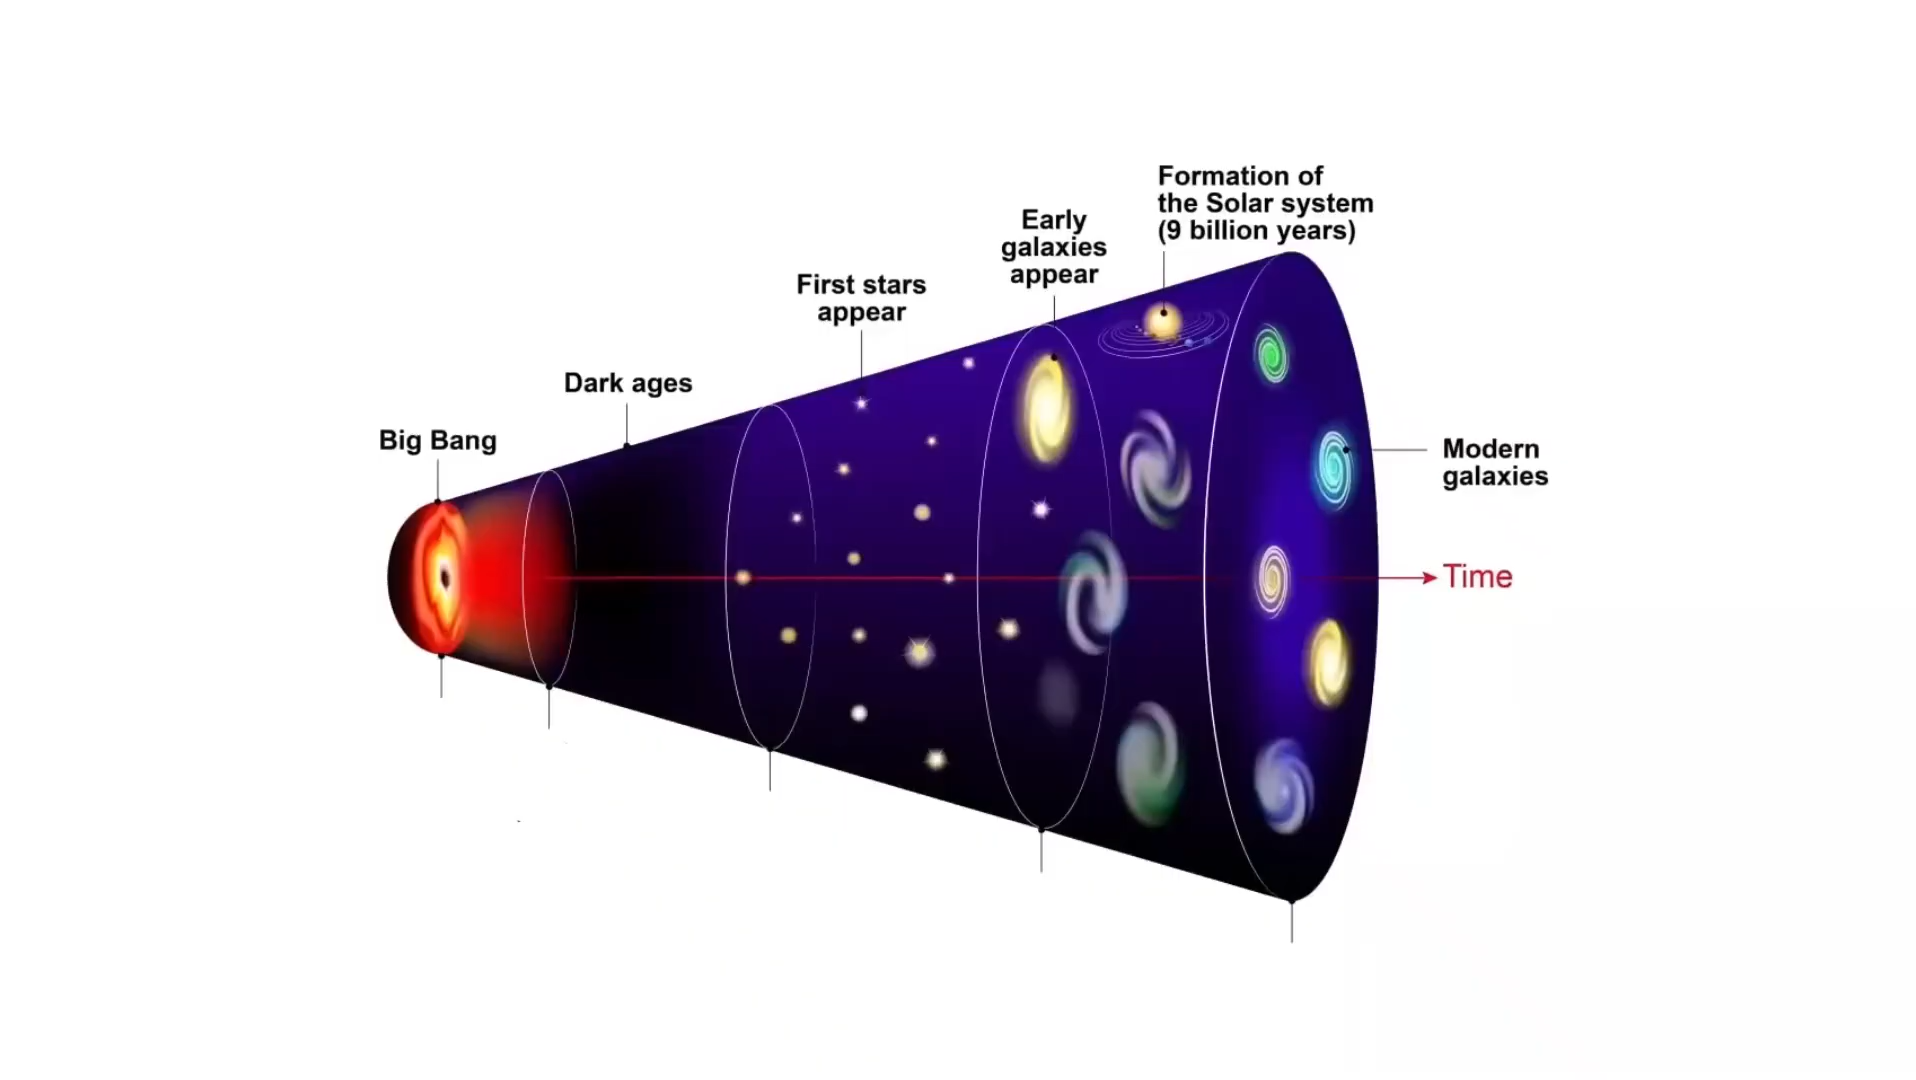 Big Bang
Dark ages
First stars
appear
Early
galaxies
appear
Formation of
the Solar system
(9 billion years)
Modern
galaxies
Time